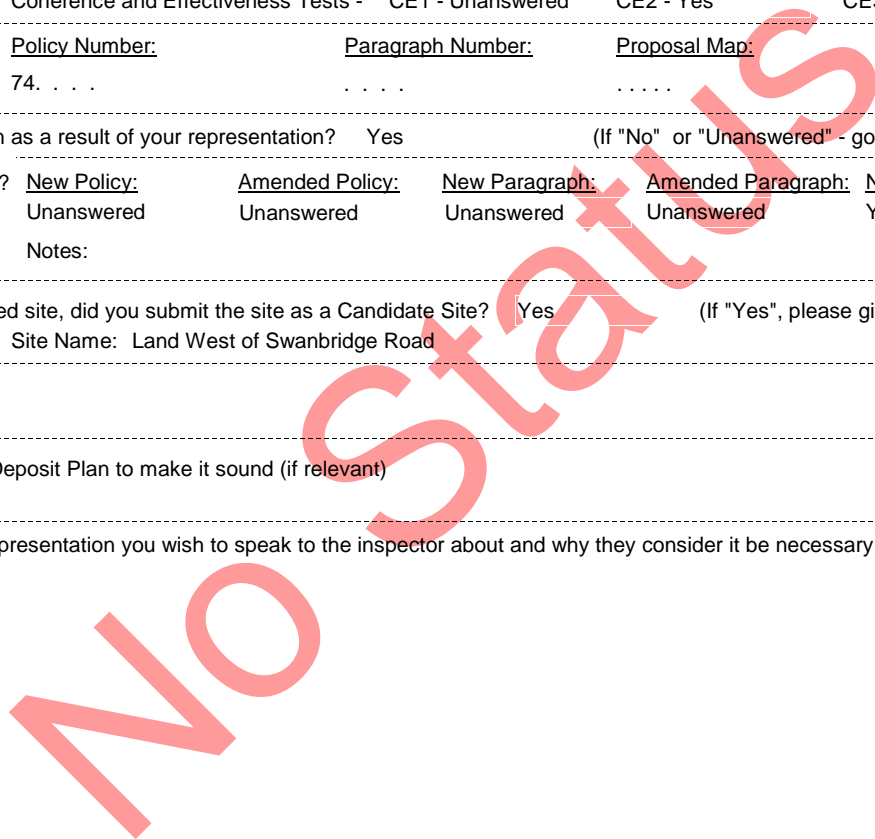 Coherence and Effectiveness Tests - CE1 - Unanswered CE2 - Yes CE3
Policy Number: Paragraph Number: Proposal Map:
74. . . . . . . . . . . . .
as a result of your representation? Yes (If "No" or "Unanswered" - go
? New Policy: Amended Policy: New Paragraph: Amended Paragraph: N
Unanswered Unanswered Unanswered Unanswered Y
Notes:
ed site, did you submit the site as a Candidate Site? Yes (If "Yes", please gi
Site Name: Land West of Swanbridge Road
Deposit Plan to make it sound (if relevant)
presentation you wish to speak to the inspector about and why they consider it be necessary
No Status